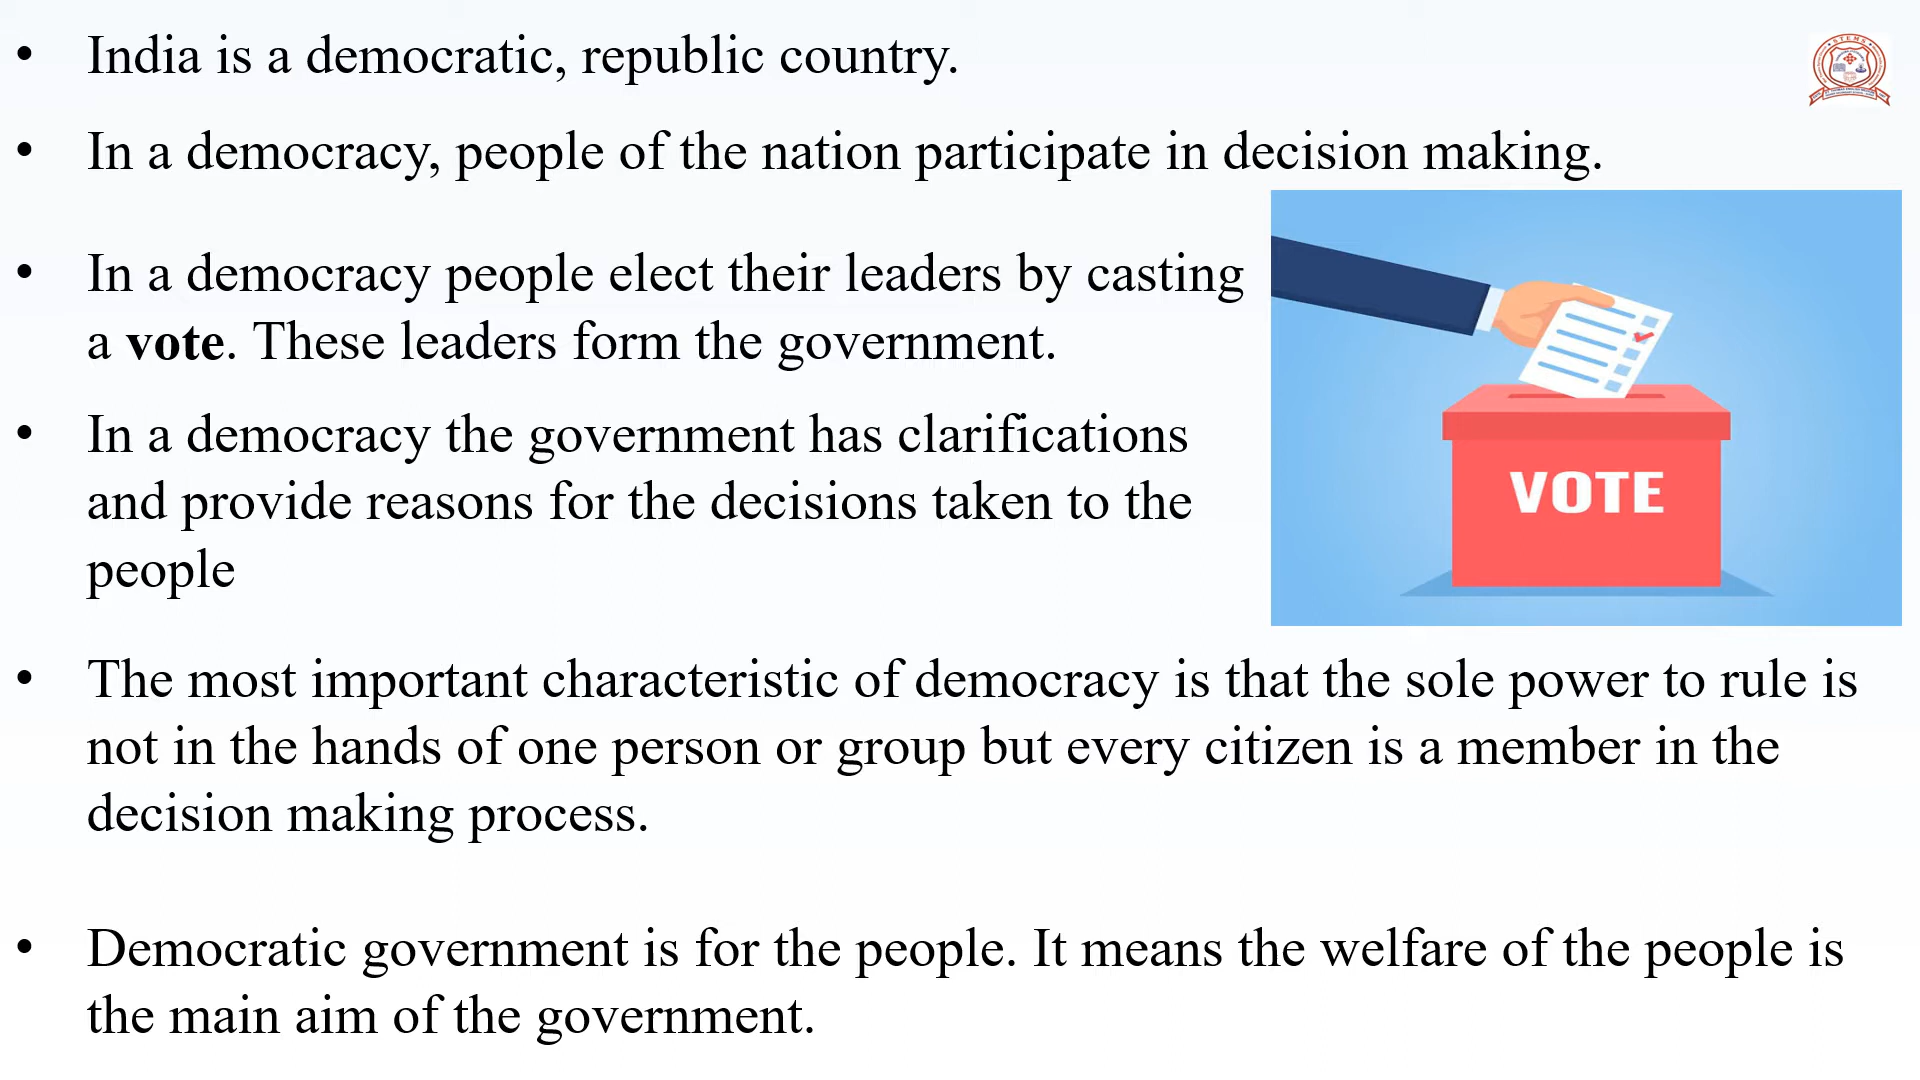 • India is a democratic, republic country.
• In a democracy, people of the nation participate in decision making.
• In a democracy people elect their leaders by casting
a vote. These leaders form the government.
• In a democracy the government has clarifications
and provide reasons for the decisions taken to the
people
• The most important characteristic of democracy is that the sole power to rule is
not in the hands of one person or group but every citizen is a member in the
decision making process.
• Democratic government is for the people. It means the welfare of the people is
the main aim of the government.
VOTE
STEMS